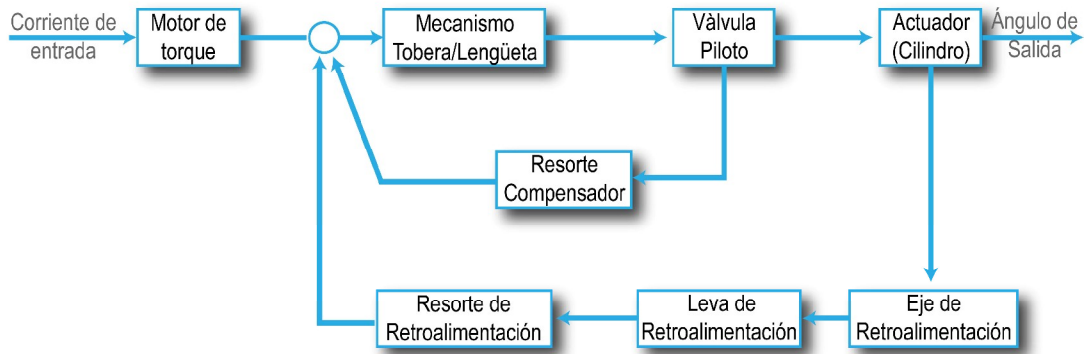 Corriente de
entrada
Motor de
torque
Mecanismo
Tobera/Lengüeta
Vàlvula
Piloto
Actuador
(Cilindro)
Ángulo de
Salida
Resorte
Compensador
Resorte de
Retroalimentación
Leva de
Retroalimentación
Eje de
Retroalimentación